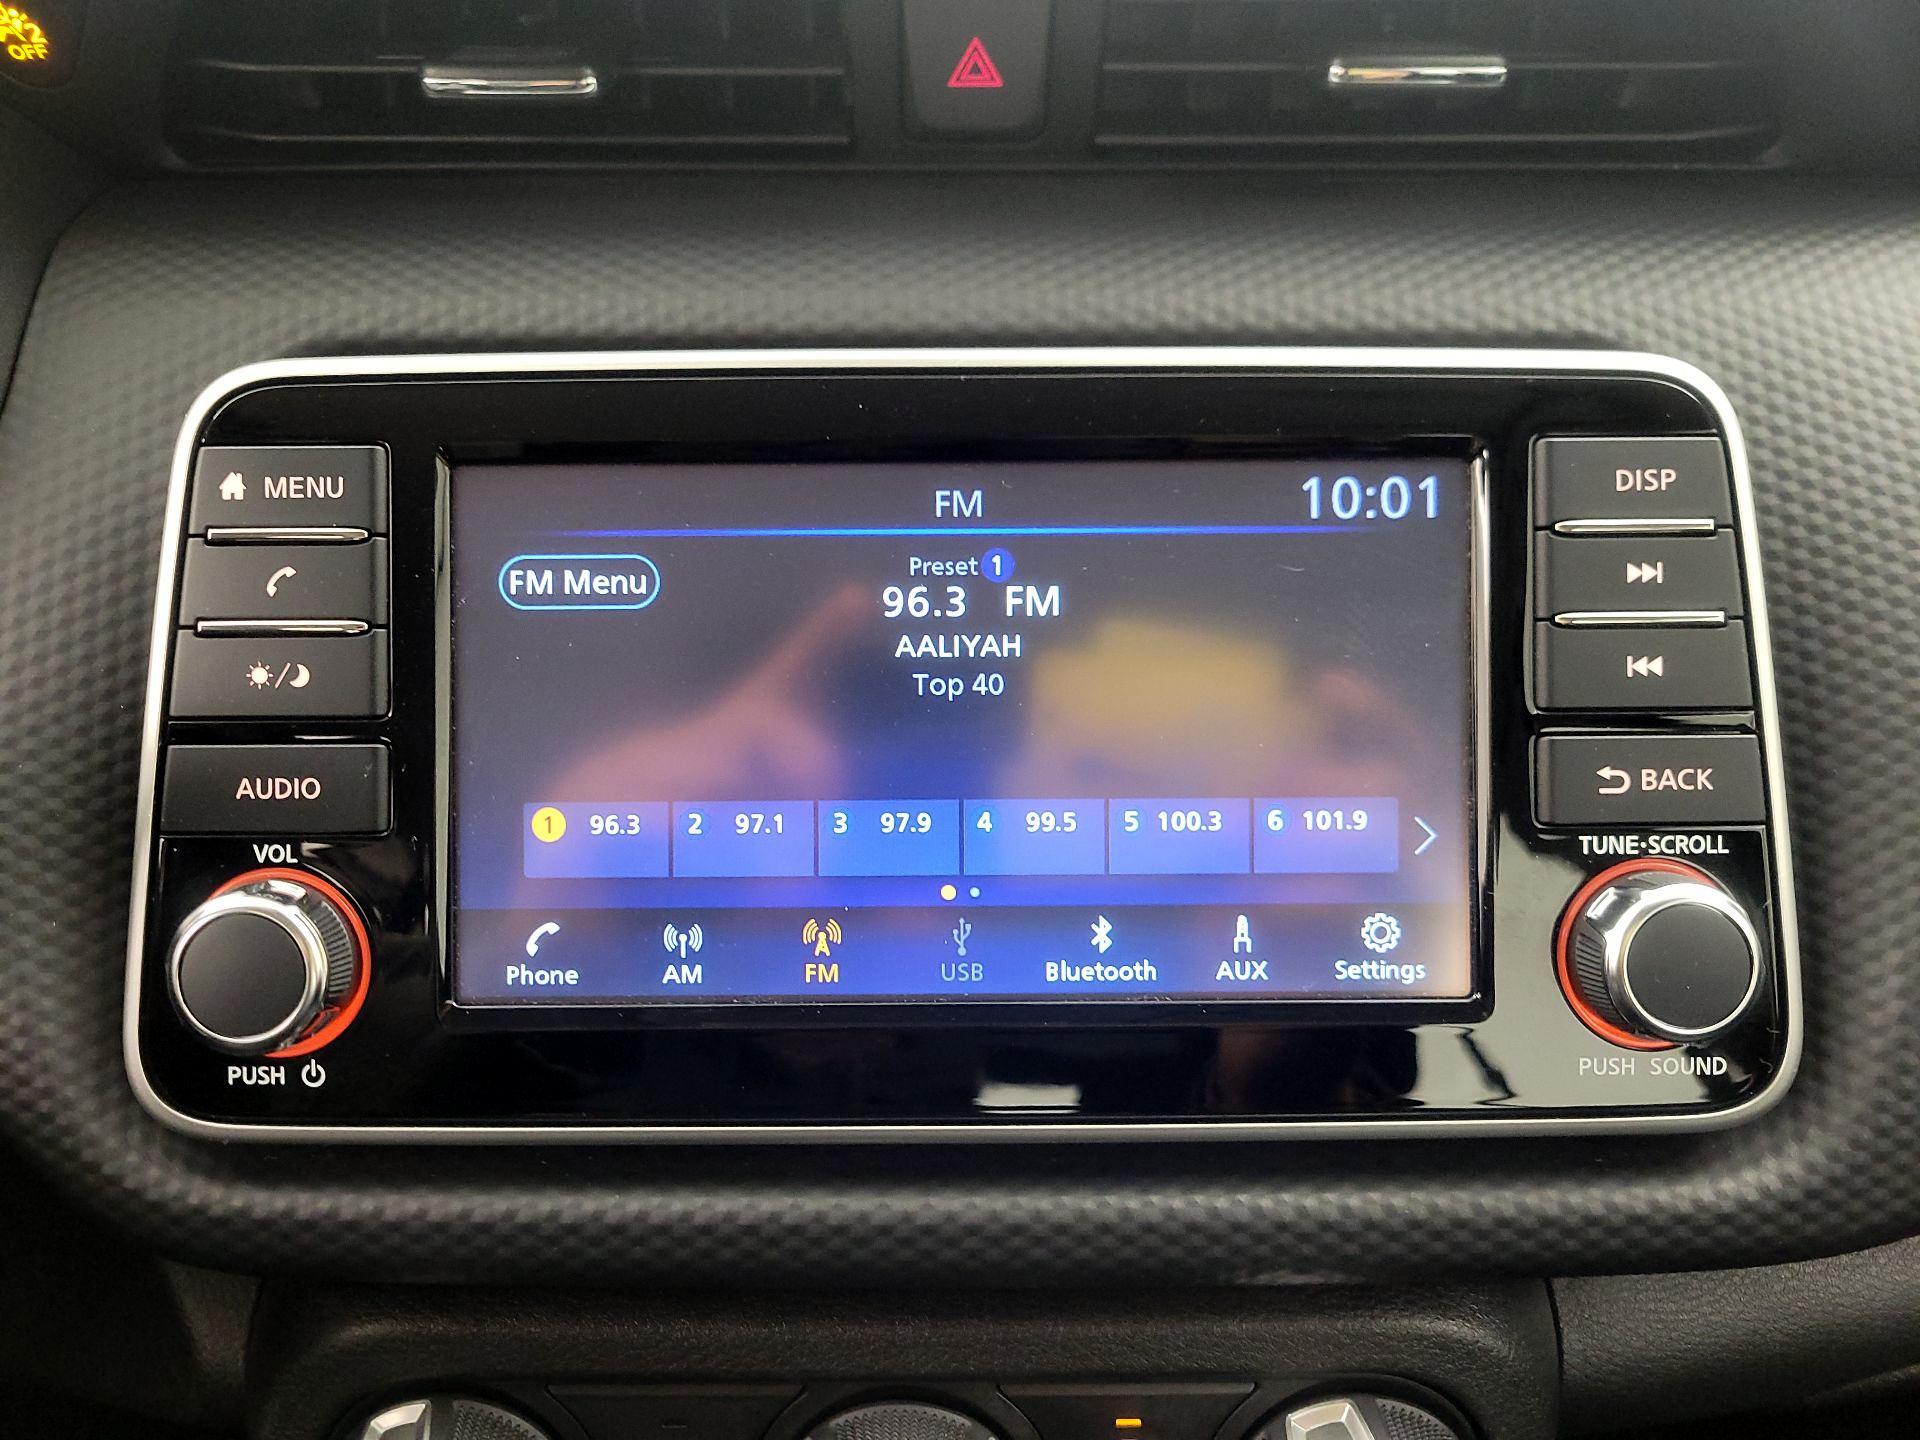 2
OFF
MENU
DISP
FM
10:01
FM Menu
Preset 1
96.3 FM
AALIYAH
Top 40
AUDIO
BACK
1 96.3
2 97.1
3 97.9
4 99.5
5 100.3
6 101.9
VOL
TUNE·SCROLL
Phone
AM
FM
USB
Bluetooth
AUX
Settings
PUSH
PUSH SOUND